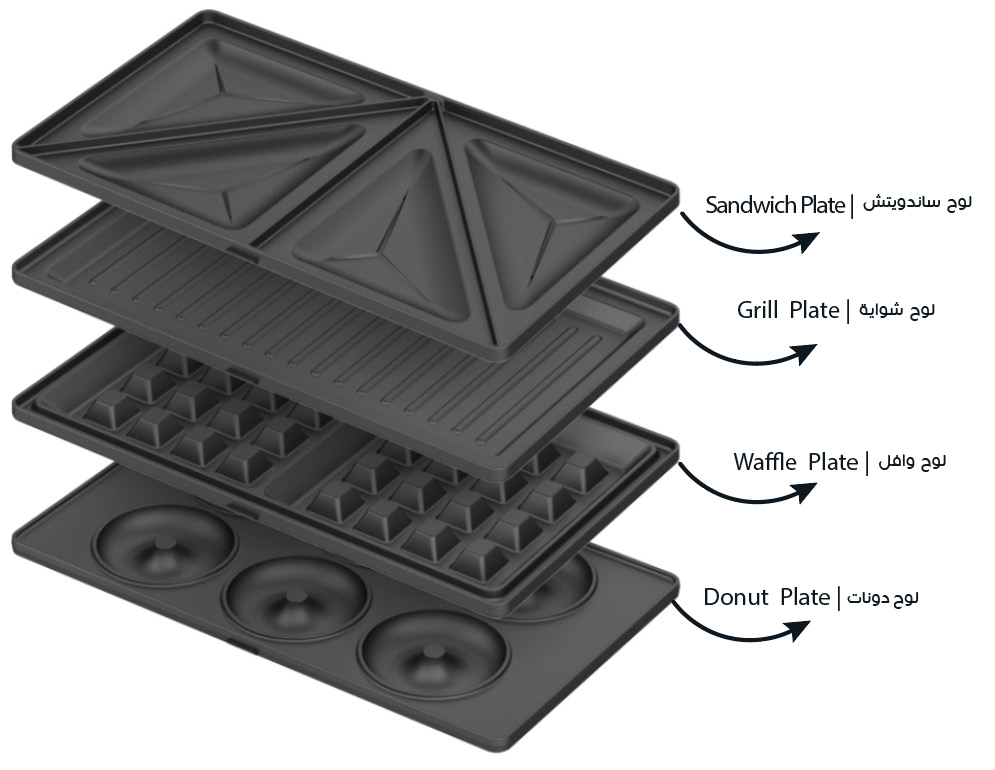 Sandwich Plate | لوح ساندويتش
Grill Plate | لوح شواية
Waffle Plate | لوح وافل
Donut Plate | لوح دونات